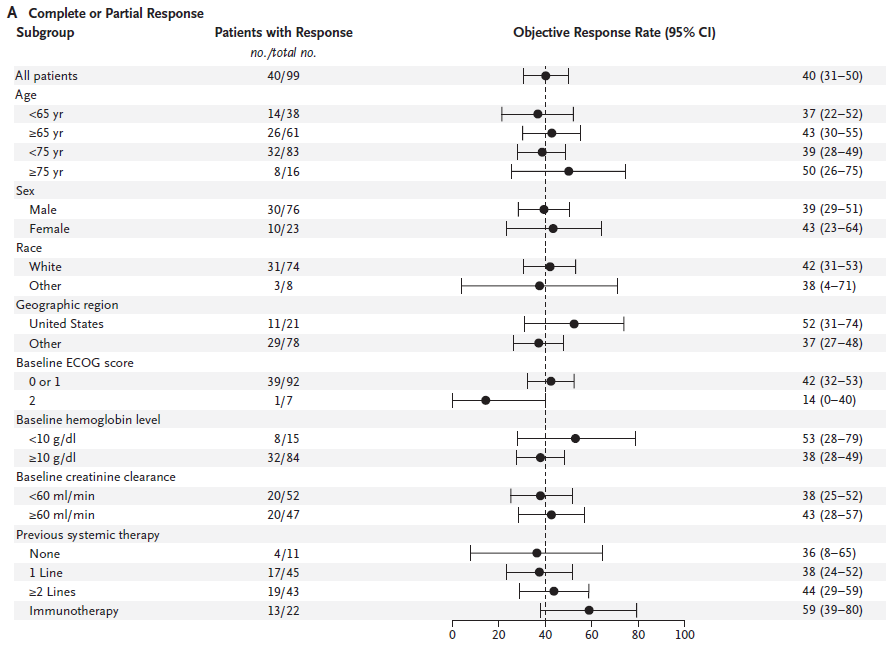 A Complete or Partial Response
Subgroup Patients with Response Objective Response Rate (95% CI)
no./total no.
All patients 40/99 40 (31–50)
Age
<65 yr 14/38 37 (22–52)
≥65 yr 26/61 43 (30–55)
<75 yr 32/83 39 (28–49)
≥75 yr 8/16 50 (26–75)
Sex
Male 30/76 39 (29–51)
Female 10/23 43 (23–64)
Race
White 31/74 42 (31–53)
Other 3/8 38 (4–71)
Geographic region
United States 11/21 52 (31–74)
Other 29/78 37 (27–48)
Baseline ECOG score
0 or 1 39/92 42 (32–53)
2 1/7 14 (0–40)
Baseline hemoglobin level
<10 g/dl 8/15 53 (28–79)
≥10 g/dl 32/84 38 (28–49)
Baseline creatinine clearance
<60 ml/min 20/52 38 (25–52)
≥60 ml/min 20/47 43 (28–57)
Previous systemic therapy
None 4/11 36 (8–65)
1 Line 17/45 38 (24–52)
≥2 Lines 19/43 44 (29–59)
Immunotherapy 13/22 59 (39–80)
0 20 40 60 80 100